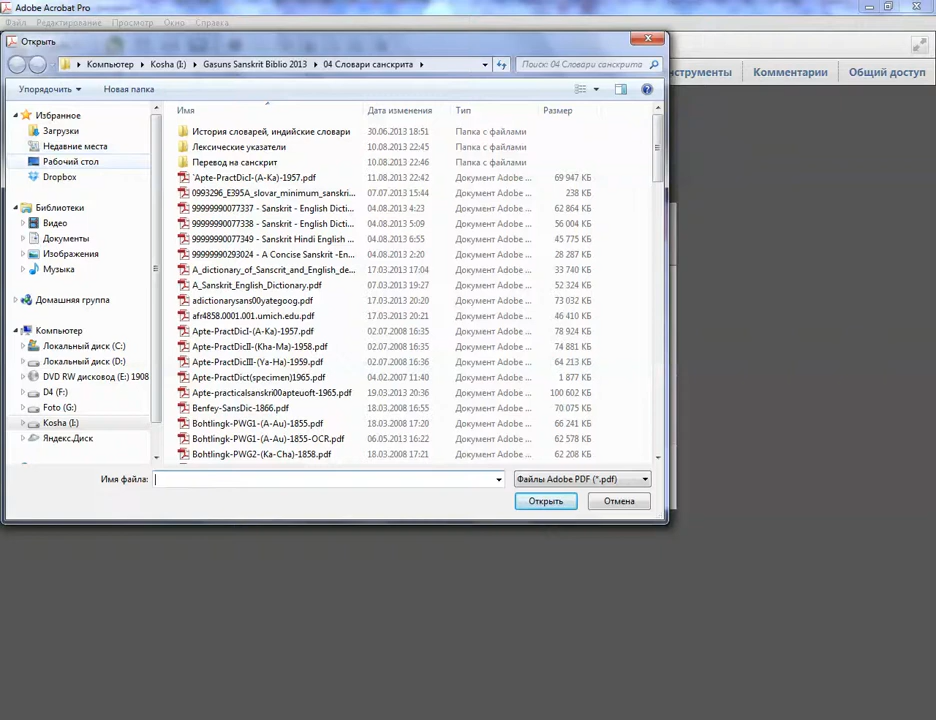 Adobe Acrobat Pro
Файл Редактирование Просмотр Окно Справка
Открыть
Компьютер Kosha (I:) Gasuns Sanskrit Biblio 2013 04 Словари санскрита
Поиск: 04 Словари санскрита
нструменты Комментарии Общий доступ
Упорядочить Новая папка
Имя Дата изменения Тип Размер
Избранное
Загрузки
Недавние места
Рабочий стол
Dropbox
Библиотеки
Видео
Документы
Изображения
Музыка
Домашняя группа
Компьютер
Локальный диск (C:)
Локальный диск (D:)
DVD RW дисковод (E:) 1908
D4 (F:)
Foto (G:)
Kosha (I:)
Яндекс.Диск
История словарей, индийские словари 30.06.2013 18:51 Папка с файлами
Лексические указатели 10.08.2013 22:45 Папка с файлами
Перевод на санскрит 10.08.2013 22:46 Папка с файлами
`Apte-PractDicI-(A-Ka)-1957.pdf 11.08.2013 22:42 Документ Adobe ... 69 947 КБ
0993296_E395A_slovar_minimum_sanskri... 07.07.2013 15:44 Документ Adobe ... 238 КБ
99999990077337 - Sanskrit - English Dicti... 04.08.2013 4:23 Документ Adobe ... 62 864 КБ
99999990077338 - Sanskrit - English Dicti... 04.08.2013 5:09 Документ Adobe ... 56 004 КБ
99999990077349 - Sanskrit Hindi English ... 04.08.2013 6:55 Документ Adobe ... 45 775 КБ
99999990293024 - A Concise Sanskrit -En... 04.08.2013 2:20 Документ Adobe ... 28 287 КБ
A_dictionary_of_Sanscrit_and_English_de... 17.03.2013 17:04 Документ Adobe ... 33 740 КБ
A_Sanskrit_English_Dictionary.pdf 07.07.2013 19:27 Документ Adobe ... 52 324 КБ
adictionarysans00yategoog.pdf 17.03.2013 20:20 Документ Adobe ... 73 032 КБ
afr4858.0001.001.umich.edu.pdf 17.03.2013 20:21 Документ Adobe ... 46 410 КБ
Apte-PractDicI-(A-Ka)-1957.pdf 02.07.2008 16:35 Документ Adobe ... 78 924 КБ
Apte-PractDicII-(Kha-Ma)-1958.pdf 02.07.2008 16:35 Документ Adobe ... 74 881 КБ
Apte-PractDicIII-(Ya-Ha)-1959.pdf 02.07.2008 16:36 Документ Adobe ... 64 213 КБ
Apte-PractDict(specimen)1965.pdf 04.02.2007 11:40 Документ Adobe ... 1 877 КБ
Apte-practicalsanskri00apteuoft-1965.pdf 19.03.2013 20:36 Документ Adobe ... 100 602 КБ
Benfey-SansDic-1866.pdf 18.03.2008 16:55 Документ Adobe ... 70 075 КБ
Bohtlingk-PWG1-(A-Au)-1855.pdf 18.03.2008 17:20 Документ Adobe ... 66 241 КБ
Bohtlingk-PWG1-(A-Au)-1855-OCR.pdf 06.05.2013 16:22 Документ Adobe ... 62 578 КБ
Bohtlingk-PWG2-(Ka-Cha)-1858.pdf 18.03.2008 17:21 Документ Adobe ... 62 208 КБ
Имя файла: Файлы Adobe PDF (*.pdf)
Открыть Отмена